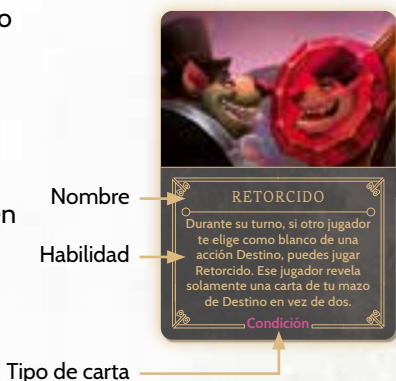 o
en
Nombre
Habilidad
Tipo de carta
RETORCIDO
Durante su turno, si otro jugador
te elige como blanco de una
acción Destino, puedes jugar
Retorcido. Ese jugador revela
solamente una carta de tu mazo
de Destino en vez de dos.
Condición